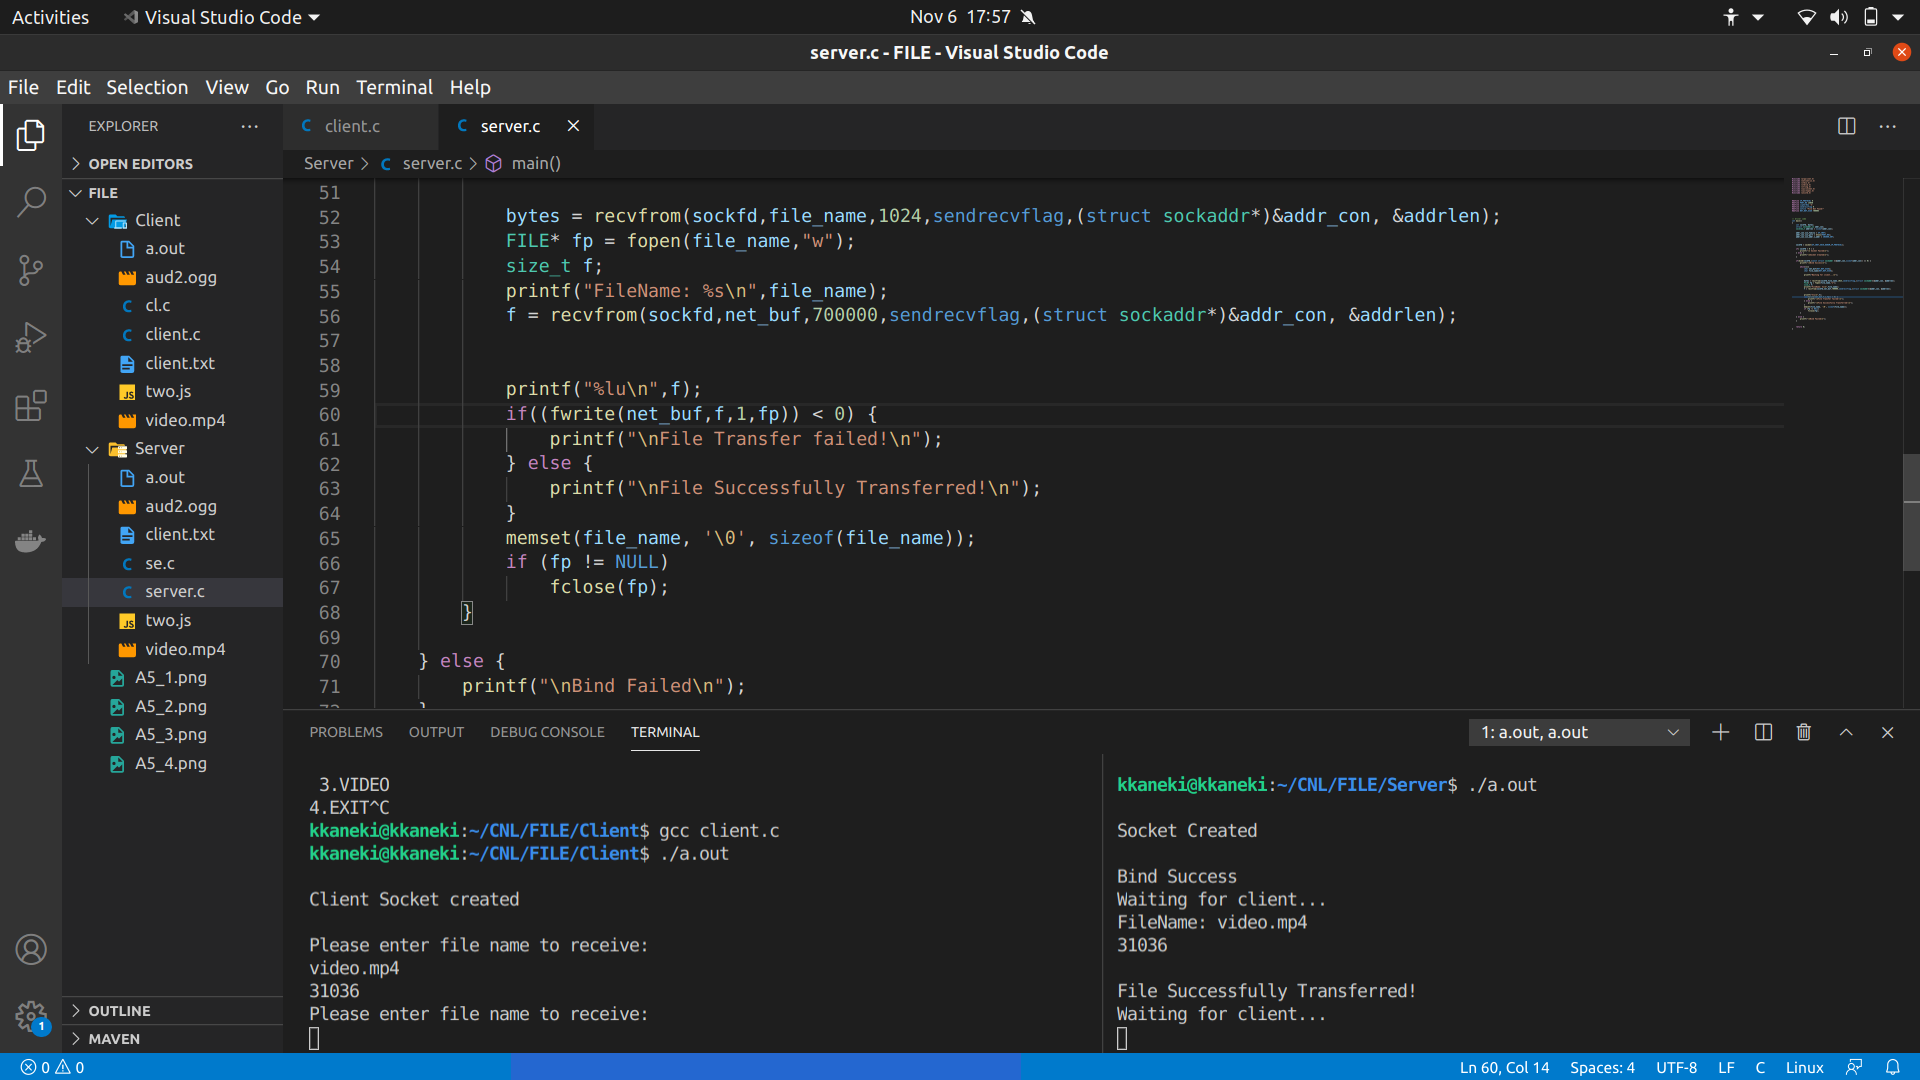 Activities
Visual Studio Code
Nov 6 17:57
server.c - FILE - Visual Studio Code
File Edit Selection View Go Run Terminal Help
EXPLORER
OPEN EDITORS
FILE
Client
a.out
aud2.ogg
cl.c
client.c
client.txt
two.js
video.mp4
Server
a.out
aud2.ogg
client.txt
se.c
server.c
two.js
video.mp4
A5_1.png
A5_2.png
A5_3.png
A5_4.png
OUTLINE
MAVEN
1
client.c
server.c
Server > server.c > main()
51
52 bytes = recvfrom(sockfd,file_name,1024,sendrecvflag,(struct sockaddr*)&addr_con, &addrlen);
53 FILE* fp = fopen(file_name,"w");
54 size_t f;
55 printf("FileName: %s\n",file_name);
56 f = recvfrom(sockfd,net_buf,700000,sendrecvflag,(struct sockaddr*)&addr_con, &addrlen);
57
58
59 printf("%lu\n",f);
60 if((fwrite(net_buf,f,1,fp)) < 0) {
61 printf("\nFile Transfer failed!\n");
62 } else {
63 printf("\nFile Successfully Transferred!\n");
64 }
65 memset(file_name, '\0', sizeof(file_name));
66 if (fp != NULL)
67 fclose(fp);
68 }
69
70 } else {
71 printf("\nBind Failed\n");
PROBLEMS OUTPUT DEBUG CONSOLE TERMINAL
1: a.out, a.out
3.VIDEO
4.EXIT^C
kkaneki@kkaneki:~/CNL/FILE/Client$ gcc client.c
kkaneki@kkaneki:~/CNL/FILE/Client$ ./a.out
Client Socket created
Please enter file name to receive:
video.mp4
31036
Please enter file name to receive:
kkaneki@kkaneki:~/CNL/FILE/Server$ ./a.out
Socket Created
Bind Success
Waiting for client...
FileName: video.mp4
31036
File Successfully Transferred!
Waiting for client...
0 0
Ln 60, Col 14 Spaces: 4 UTF-8 LF C Linux